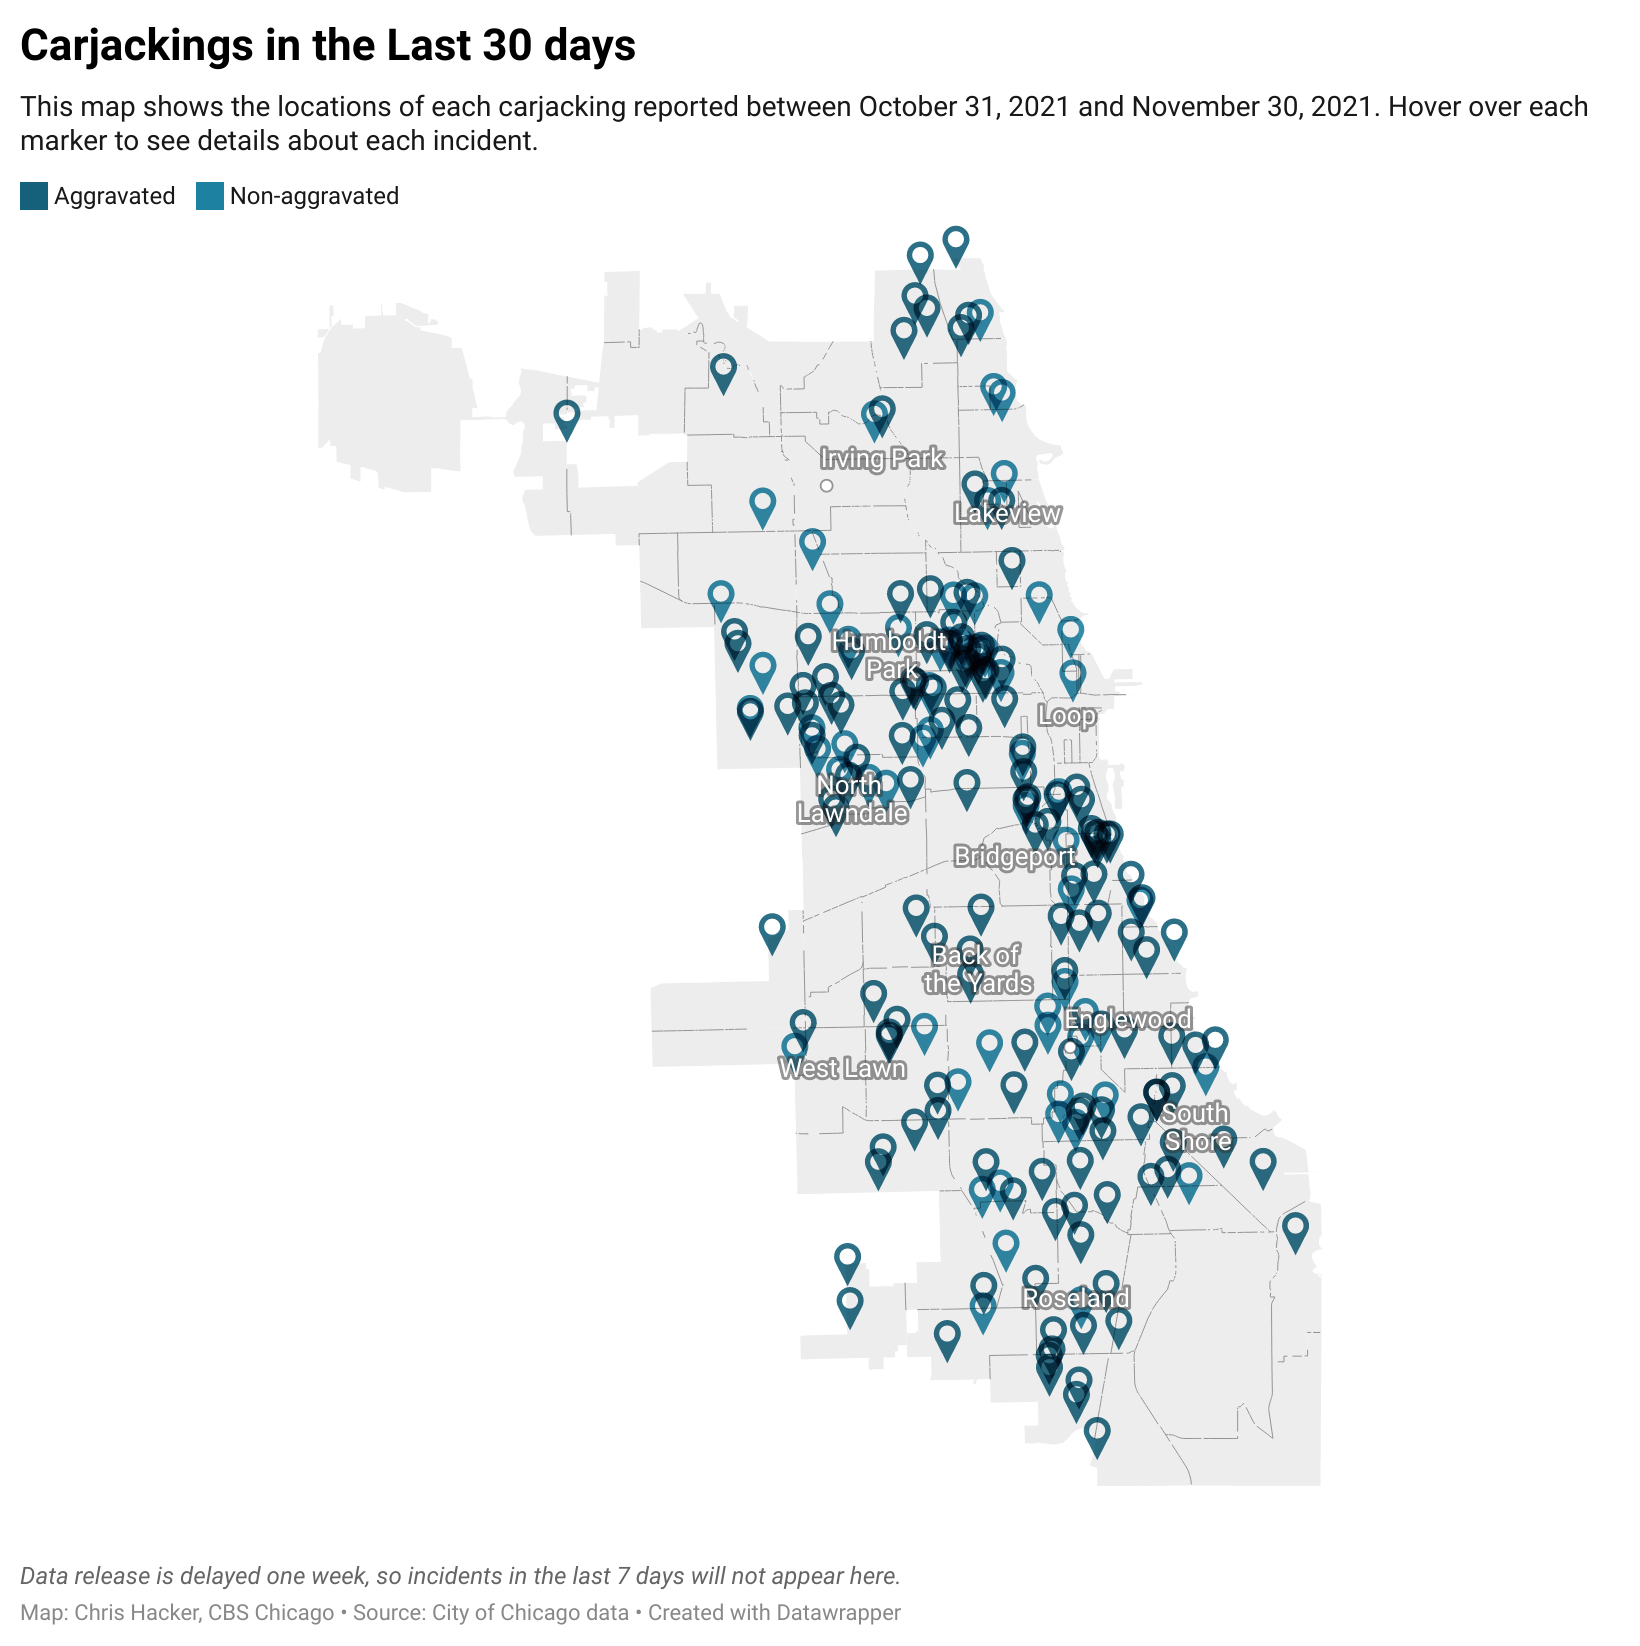 Carjackings in the Last 30 days
This map shows the locations of each carjacking reported between October 31, 2021 and November 30, 2021. Hover over each
marker to see details about each incident.
Aggravated Non-aggravated
Irving Park
Lakeview
Humboldt
Park
Loop
North
Lawndale
Bridgeport
Back of
the Yards
Englewood
West Lawn
South
Shore
Roseland
Data release is delayed one week, so incidents in the last 7 days will not appear here.
Map: Chris Hacker, CBS Chicago • Source: City of Chicago data • Created with Datawrapper